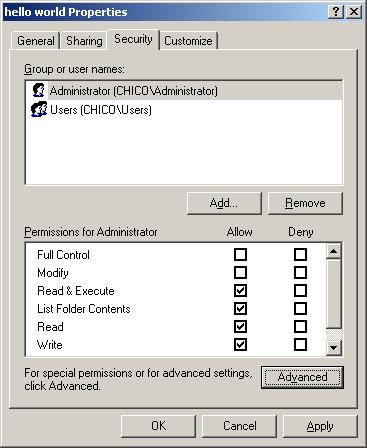 hello world Properties
General Sharing Security Customize
Group or user names:
Administrator (CHICO\Administrator)
Users (CHICO\Users)
Add... Remove
Permissions for Administrator Allow Deny
Full Control
Modify
Read & Execute
List Folder Contents
Read
Write
For special permissions or for advanced settings,
click Advanced.
Advanced
OK Cancel Apply